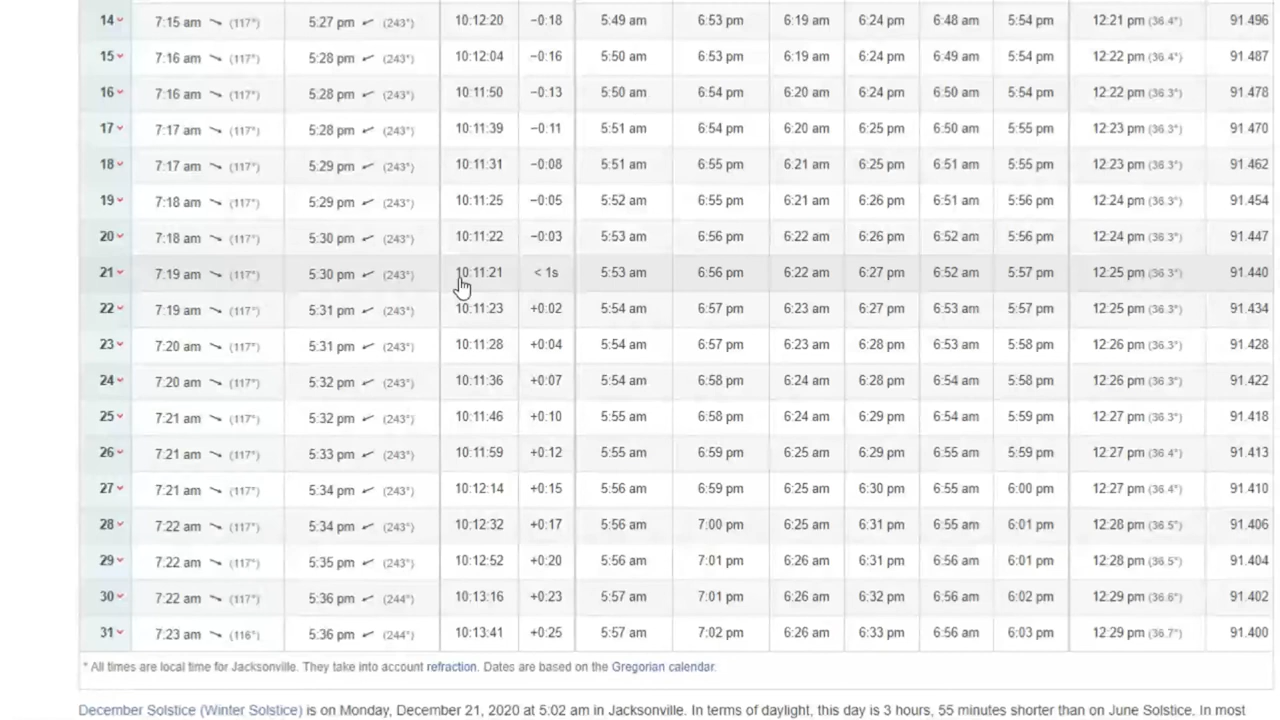 14 7:15 am (117°) 5:27 pm (243°) 10:12:20 −0:18 5:49 am 6:53 pm 6:19 am 6:24 pm 6:48 am 5:54 pm 12:21 pm (36.4°) 91.496
15 7:16 am (117°) 5:28 pm (243°) 10:12:04 −0:16 5:50 am 6:53 pm 6:19 am 6:24 pm 6:49 am 5:54 pm 12:22 pm (36.4°) 91.487
16 7:16 am (117°) 5:28 pm (243°) 10:11:50 −0:13 5:50 am 6:54 pm 6:20 am 6:24 pm 6:50 am 5:54 pm 12:22 pm (36.3°) 91.478
17 7:17 am (117°) 5:28 pm (243°) 10:11:39 −0:11 5:51 am 6:54 pm 6:20 am 6:25 pm 6:50 am 5:55 pm 12:23 pm (36.3°) 91.470
18 7:17 am (117°) 5:29 pm (243°) 10:11:31 −0:08 5:51 am 6:55 pm 6:21 am 6:25 pm 6:51 am 5:55 pm 12:23 pm (36.3°) 91.462
19 7:18 am (117°) 5:29 pm (243°) 10:11:25 −0:05 5:52 am 6:55 pm 6:21 am 6:26 pm 6:51 am 5:56 pm 12:24 pm (36.3°) 91.454
20 7:18 am (117°) 5:30 pm (243°) 10:11:22 −0:03 5:53 am 6:56 pm 6:22 am 6:26 pm 6:52 am 5:56 pm 12:24 pm (36.3°) 91.447
21 7:19 am (117°) 5:30 pm (243°) 10:11:21 < 1s 5:53 am 6:56 pm 6:22 am 6:27 pm 6:52 am 5:57 pm 12:25 pm (36.3°) 91.440
22 7:19 am (117°) 5:31 pm (243°) 10:11:23 +0:02 5:54 am 6:57 pm 6:23 am 6:27 pm 6:53 am 5:57 pm 12:25 pm (36.3°) 91.434
23 7:20 am (117°) 5:31 pm (243°) 10:11:28 +0:04 5:54 am 6:57 pm 6:23 am 6:28 pm 6:53 am 5:58 pm 12:26 pm (36.3°) 91.428
24 7:20 am (117°) 5:32 pm (243°) 10:11:36 +0:07 5:54 am 6:58 pm 6:24 am 6:28 pm 6:54 am 5:58 pm 12:26 pm (36.3°) 91.422
25 7:21 am (117°) 5:32 pm (243°) 10:11:46 +0:10 5:55 am 6:58 pm 6:24 am 6:29 pm 6:54 am 5:59 pm 12:27 pm (36.3°) 91.418
26 7:21 am (117°) 5:33 pm (243°) 10:11:59 +0:12 5:55 am 6:59 pm 6:25 am 6:29 pm 6:55 am 5:59 pm 12:27 pm (36.4°) 91.413
27 7:21 am (117°) 5:34 pm (243°) 10:12:14 +0:15 5:56 am 6:59 pm 6:25 am 6:30 pm 6:55 am 6:00 pm 12:27 pm (36.4°) 91.410
28 7:22 am (117°) 5:34 pm (243°) 10:12:32 +0:17 5:56 am 7:00 pm 6:25 am 6:31 pm 6:55 am 6:01 pm 12:28 pm (36.5°) 91.406
29 7:22 am (117°) 5:35 pm (243°) 10:12:52 +0:20 5:56 am 7:01 pm 6:26 am 6:31 pm 6:56 am 6:01 pm 12:28 pm (36.5°) 91.404
30 7:22 am (117°) 5:36 pm (244°) 10:13:16 +0:23 5:57 am 7:01 pm 6:26 am 6:32 pm 6:56 am 6:02 pm 12:29 pm (36.6°) 91.402
31 7:23 am (116°) 5:36 pm (244°) 10:13:41 +0:25 5:57 am 7:02 pm 6:26 am 6:33 pm 6:56 am 6:03 pm 12:29 pm (36.7°) 91.400
* All times are local time for Jacksonville. They take into account refraction. Dates are based on the Gregorian calendar.
December Solstice (Winter Solstice) is on Monday, December 21, 2020 at 5:02 am in Jacksonville. In terms of daylight, this day is 3 hours, 55 minutes shorter than on June Solstice. In most